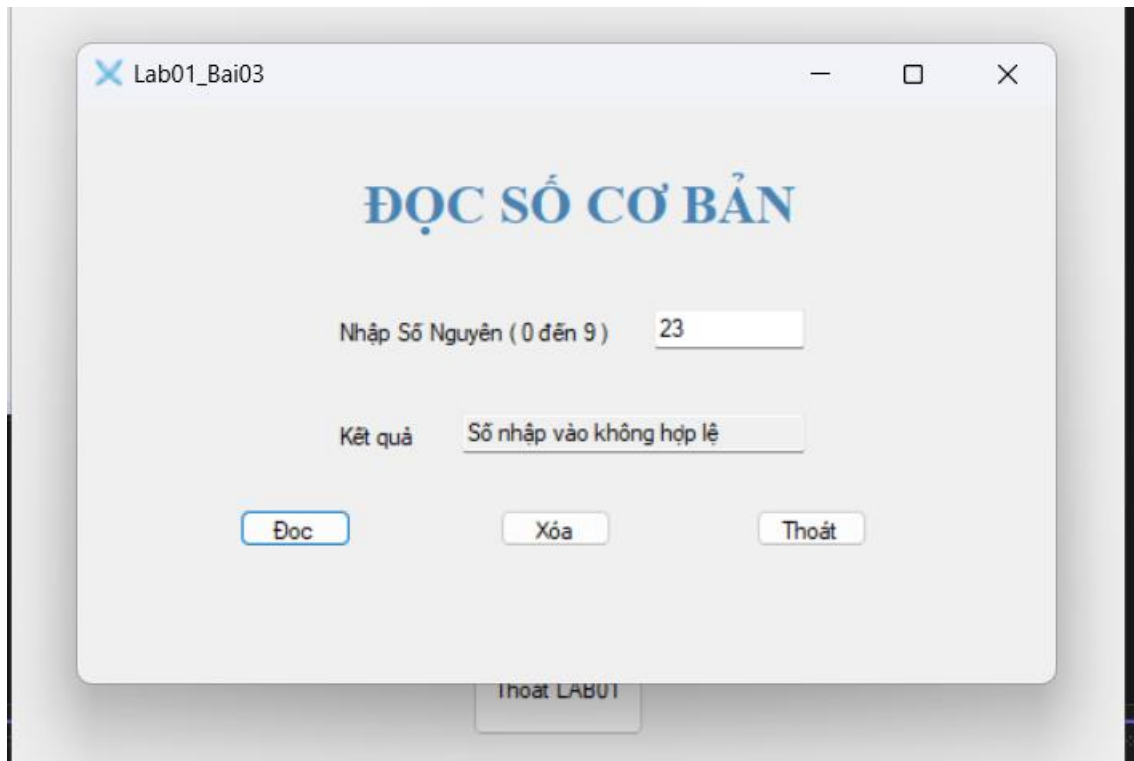 Lab01_Bai03
ĐỌC SỐ CƠ BẢN
Nhập Số Nguyên ( 0 đến 9 ) 23
Kết quả Số nhập vào không hợp lệ
Đọc Xóa Thoát
Thoát LAB01